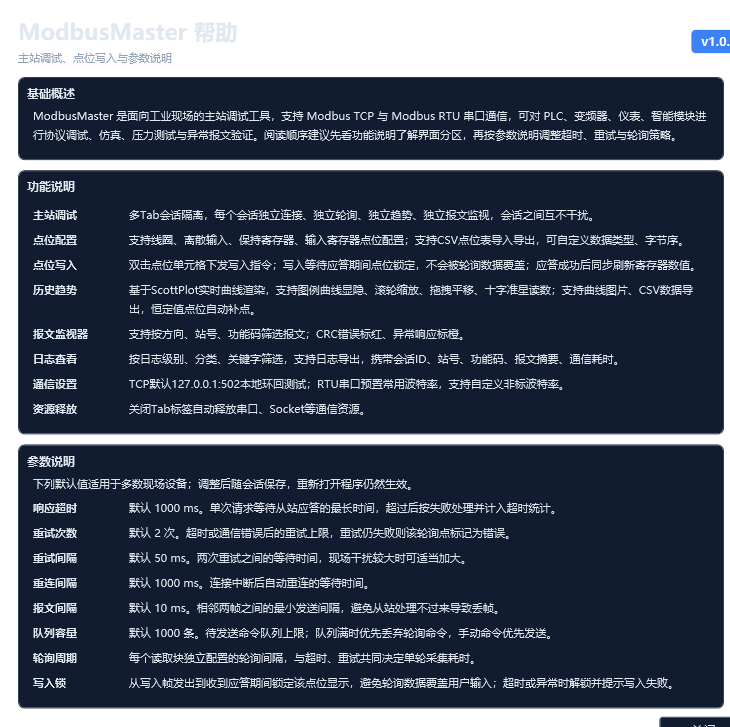 ModbusMaster 帮助
v1.0.
主站调试、点位写入与参数说明
基础概述
ModbusMaster 是面向工业现场的主站调试工具，支持 Modbus TCP 与 Modbus RTU 串口通信，可对 PLC、变频器、仪表、智能模块进
行协议调试、仿真、压力测试与异常报文验证。阅读顺序建议先看功能说明了解界面分区，再按参数说明调整超时、重试与轮询策略。
功能说明
主站调试 多Tab会话隔离，每个会话独立连接、独立轮询、独立趋势、独立报文监视，会话之间互不干扰。
点位配置 支持线圈、离散输入、保持寄存器、输入寄存器点位配置；支持CSV点位表导入导出，可自定义数据类型、字节序。
点位写入 双击点位单元格下发写入指令；写入等待应答期间点位锁定，不会被轮询数据覆盖；应答成功后同步刷新寄存器数值。
历史趋势 基于ScottPlot实时曲线渲染，支持图例曲线显隐、滚轮缩放、拖拽平移、十字准星读数；支持曲线图片、CSV数据导
出，恒定值点位自动补点。
报文监视器 支持按方向、站号、功能码筛选报文；CRC错误标红、异常响应标橙。
日志查看 按日志级别、分类、关键字筛选，支持日志导出，携带会话ID、站号、功能码、报文摘要、通信耗时。
通信设置 TCP默认127.0.0.1:502本地环回测试；RTU串口预置常用波特率，支持自定义非标波特率。
资源释放 关闭Tab标签自动释放串口、Socket等通信资源。
参数说明
下列默认值适用于多数现场设备；调整后随会话保存，重新打开程序仍然生效。
响应超时 默认 1000 ms。单次请求等待从站应答的最长时间，超过后按失败处理并计入超时统计。
重试次数 默认 2 次。超时或通信错误后的重试上限，重试仍失败则该轮询点标记为错误。
重试间隔 默认 50 ms。两次重试之间的等待时间，现场干扰较大时可适当加大。
重连间隔 默认 1000 ms。连接中断后自动重连的等待时间。
报文间隔 默认 10 ms。相邻两帧之间的最小发送间隔，避免从站处理不过来导致丢帧。
队列容量 默认 1000 条。待发送命令队列上限；队列满时优先丢弃轮询命令，手动命令优先发送。
轮询周期 每个读取块独立配置的轮询间隔，与超时、重试共同决定单轮采集耗时。
写入锁 从写入帧发出到收到应答期间锁定该点位显示，避免轮询数据覆盖用户输入；超时或异常时解锁并提示写入失败。